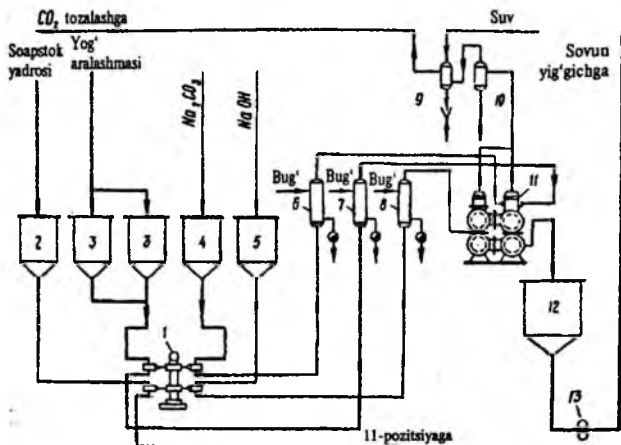 CO₂ tozalashga
Suv
Soapstok
yadrosi
Yog‘
aralashmasi
Na₂CO₃
NaOH
Sovun
yig‘gichga
9
10
Bug‘
Bug‘
Bug‘
6
7
8
11
2
3
3
4
5
12
1
13
11-pozitsiyaga